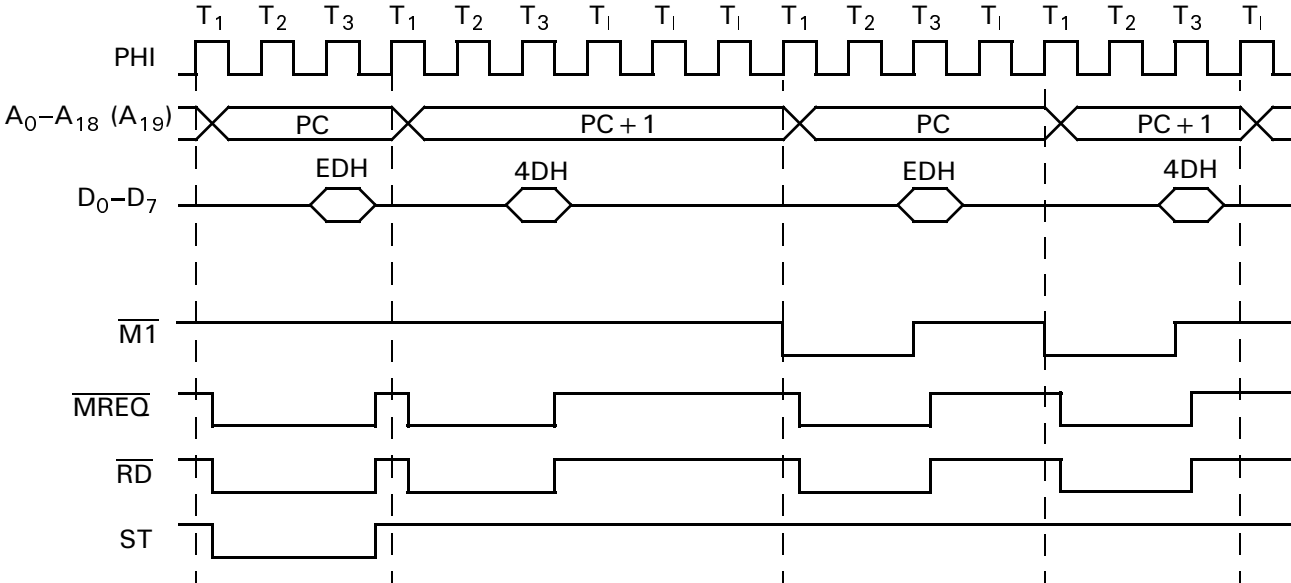 T₁ T₂ T₃ T₁ T₂ T₃ Tᵢ Tᵢ Tᵢ T₁ T₂ T₃ Tᵢ T₁ T₂ T₃ Tᵢ
PHI
A₀–A₁₈ (A₁₉) PC PC + 1 PC PC + 1
EDH 4DH EDH 4DH
D₀–D₇
M1
MREQ
RD
ST